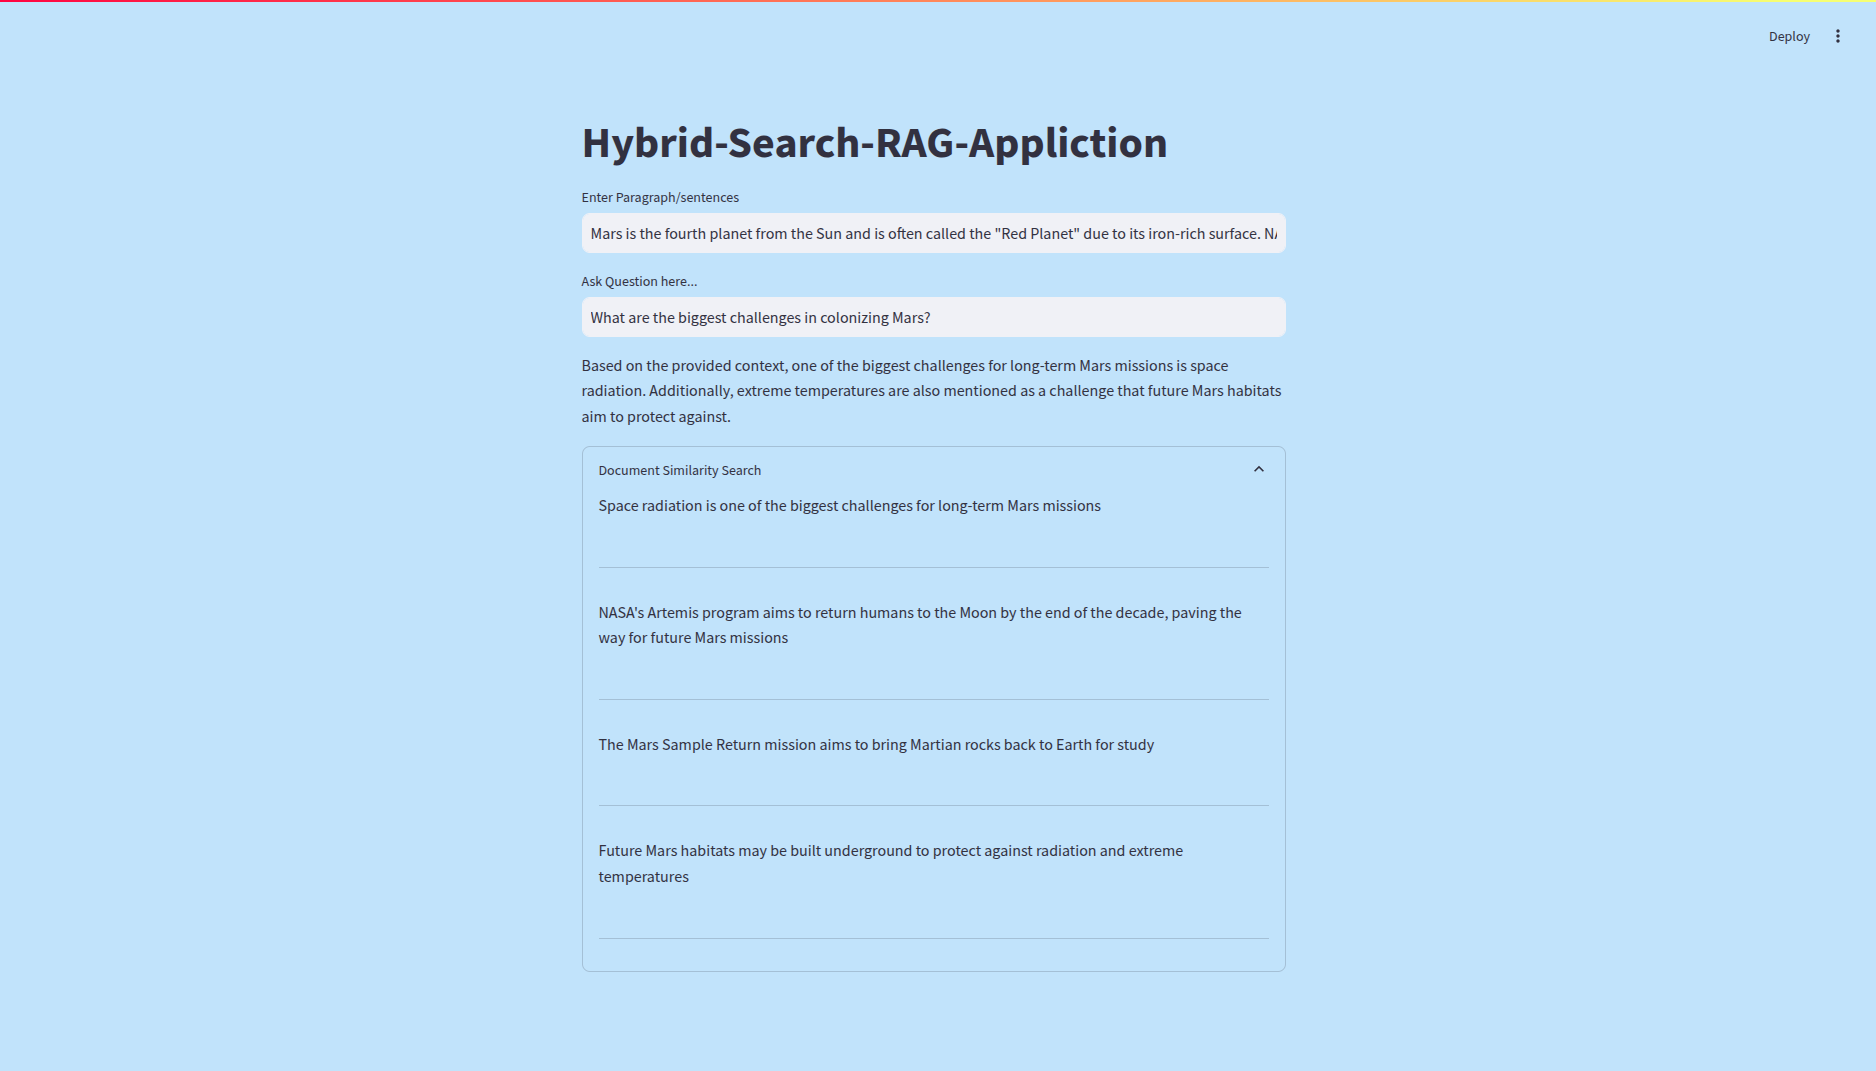 Deploy
Hybrid-Search-RAG-Appliction
Enter Paragraph/sentences
Mars is the fourth planet from the Sun and is often called the "Red Planet" due to its iron-rich surface.
Ask Question here...
What are the biggest challenges in colonizing Mars?
Based on the provided context, one of the biggest challenges for long-term Mars missions is space
radiation. Additionally, extreme temperatures are also mentioned as a challenge that future Mars habitats
aim to protect against.
Document Similarity Search
Space radiation is one of the biggest challenges for long-term Mars missions
NASA's Artemis program aims to return humans to the Moon by the end of the decade, paving the
way for future Mars missions
The Mars Sample Return mission aims to bring Martian rocks back to Earth for study
Future Mars habitats may be built underground to protect against radiation and extreme
temperatures